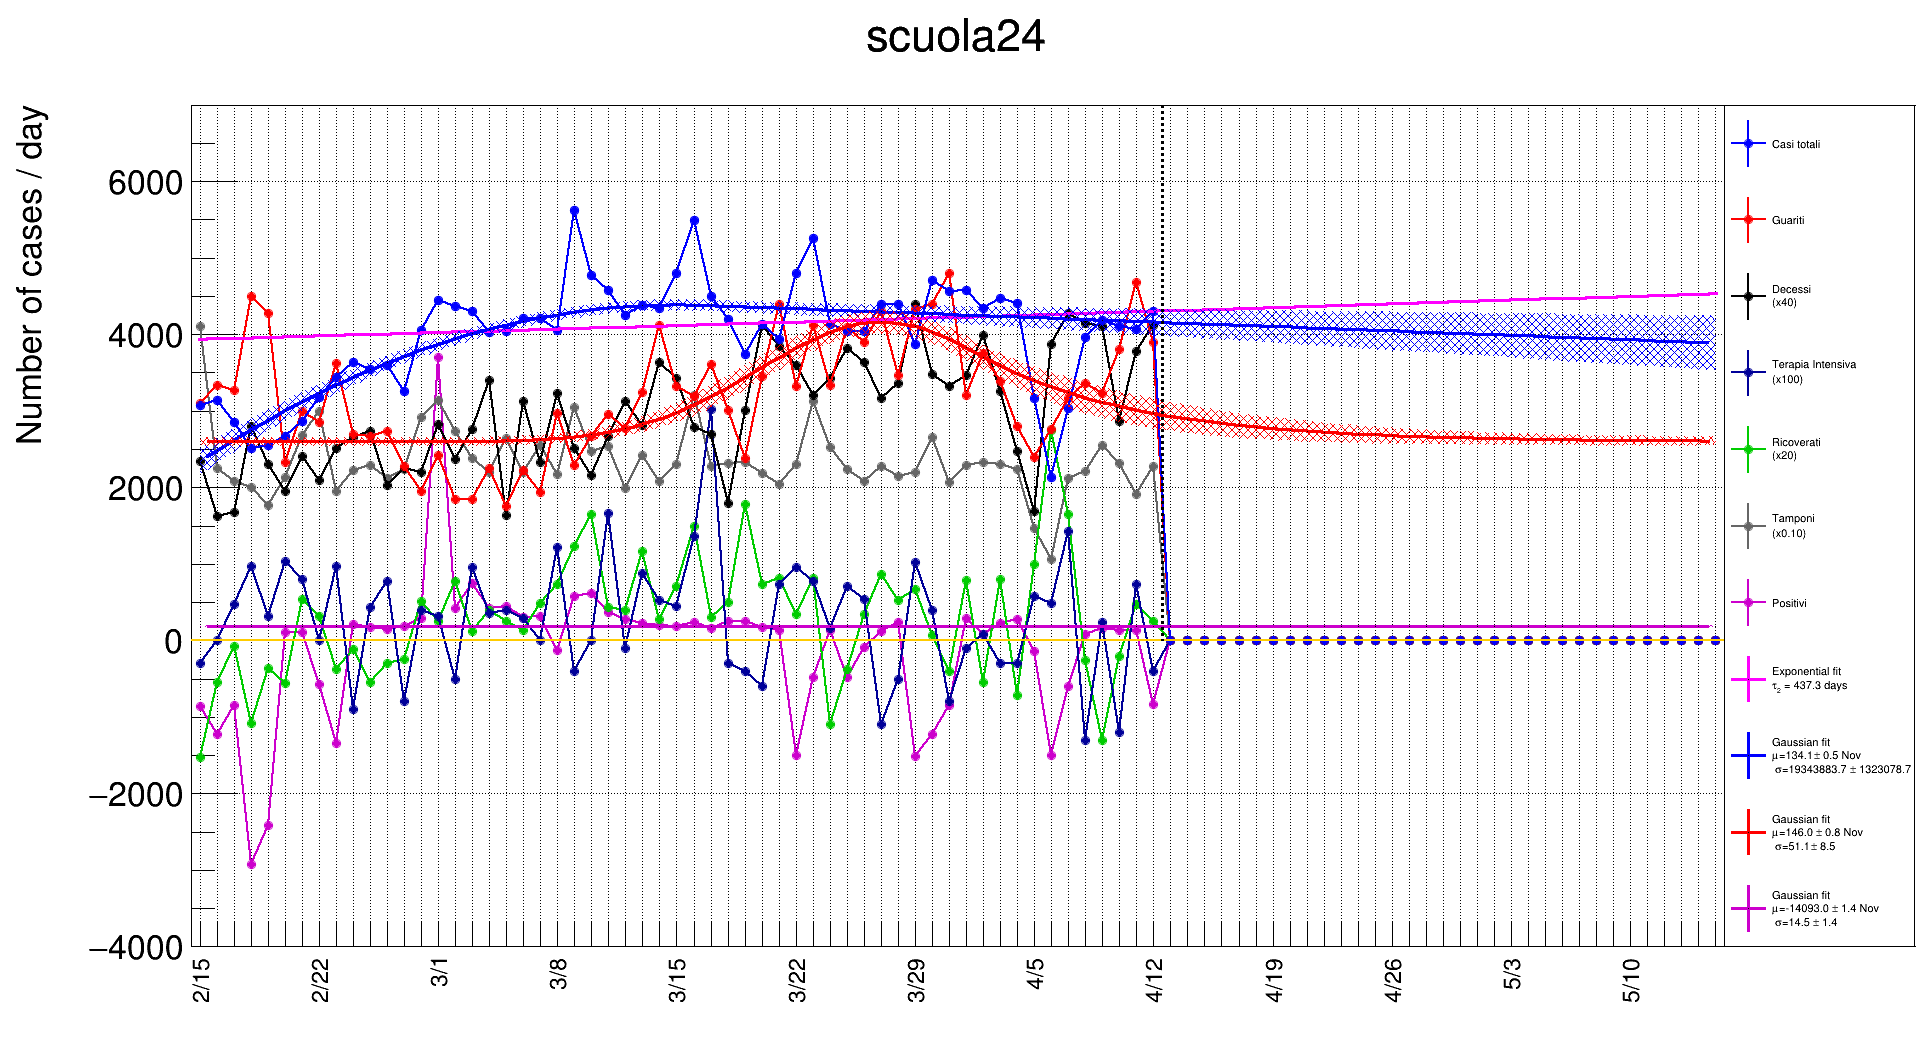 scuola24
Number of cases / day
6000
4000
2000
0
−2000
−4000
2/15
2/22
3/1
3/8
3/15
3/22
3/29
4/5
4/12
4/19
4/26
5/3
5/10
Casi totali
Guariti
Decessi
(x40)
Terapia Intensiva
(x100)
Ricoverati
(x20)
Tamponi
(x0.10)
Positivi
Exponential fit
τ₂ = 437.3 days
Gaussian fit
μ=134.1± 0.5 Nov
σ=19343883.7 ± 1323078.7
Gaussian fit
μ=146.0 ± 0.8 Nov
σ=51.1± 8.5
Gaussian fit
μ=-14093.0 ± 1.4 Nov
σ=14.5 ± 1.4